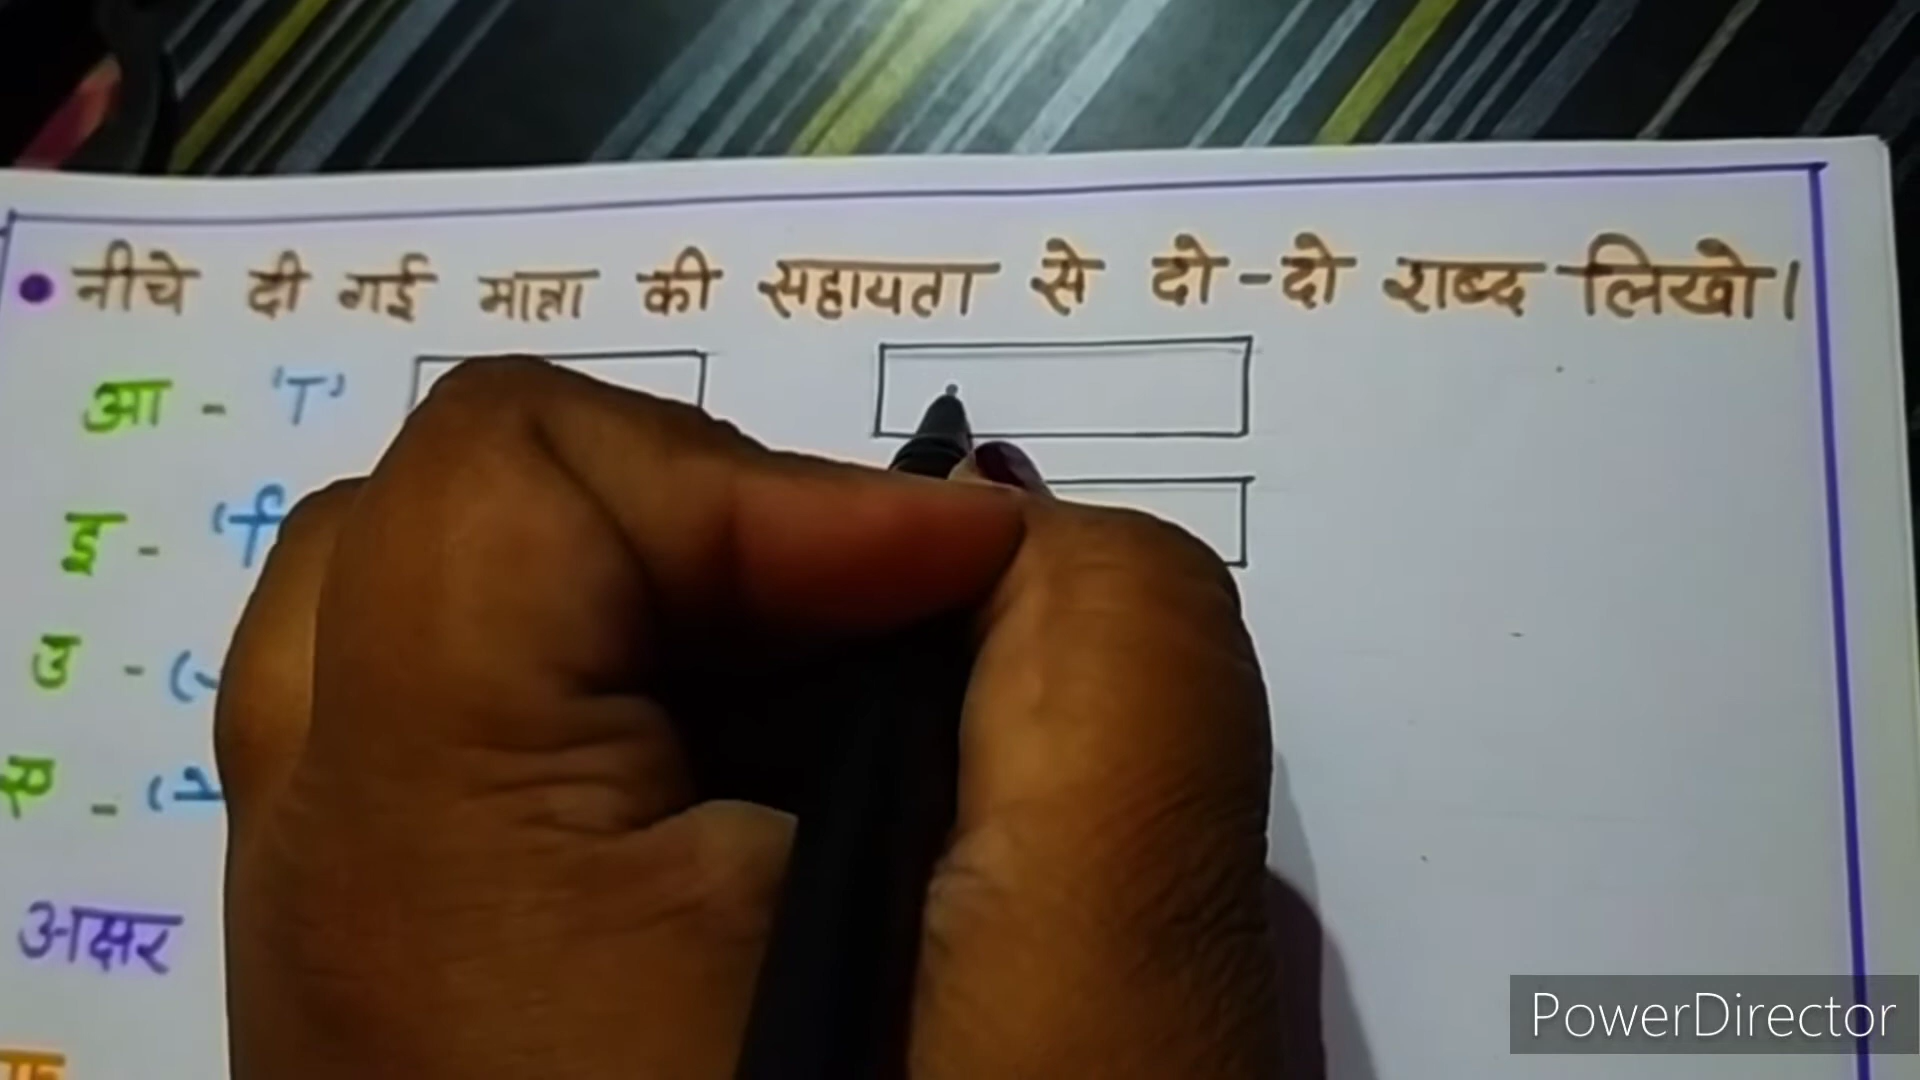 • नीचे दी गई मात्रा की सहायता से दो-दो शब्द लिखो।
आ - 'ा'
इ - 'ि
उ - 'ु
ए - 'े
अक्षर
PowerDirector